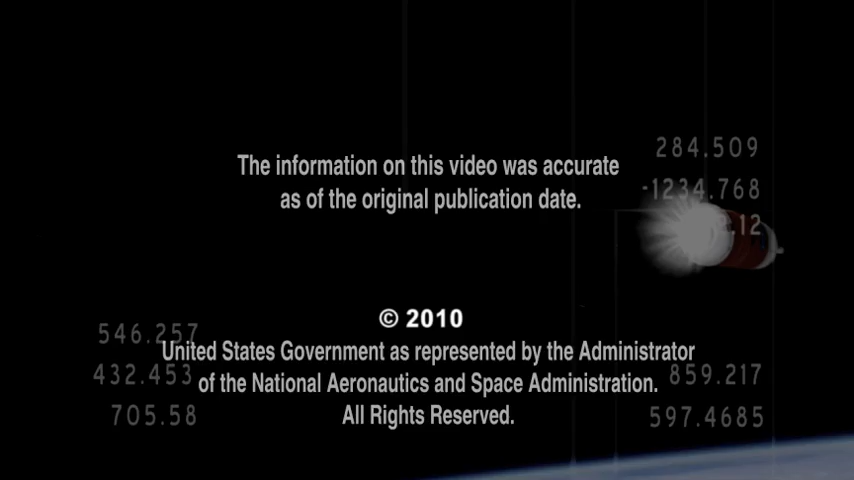 284.509
The information on this video was accurate
-1234.768
as of the original publication date.
.12
© 2010
546.257
United States Government as represented by the Administrator
432.453
of the National Aeronautics and Space Administration.
859.217
705.58
All Rights Reserved.
597.4685